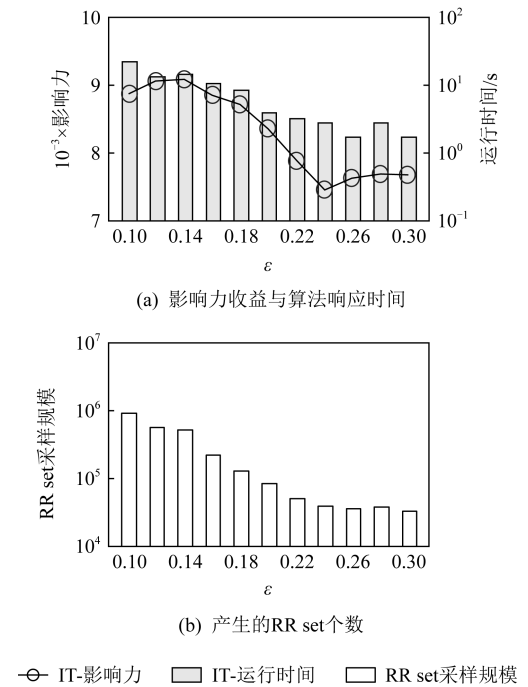 10
9
8
7
10⁻³×影响力
10²
10¹
10⁰
10⁻¹
运行时间/s
0.10 0.14 0.18 0.22 0.26 0.30
ε
(a) 影响力收益与算法响应时间
10⁷
10⁶
10⁵
10⁴
RR set采样规模
0.10 0.14 0.18 0.22 0.26 0.30
ε
(b) 产生的RR set个数
IT-影响力 IT-运行时间 RR set采样规模